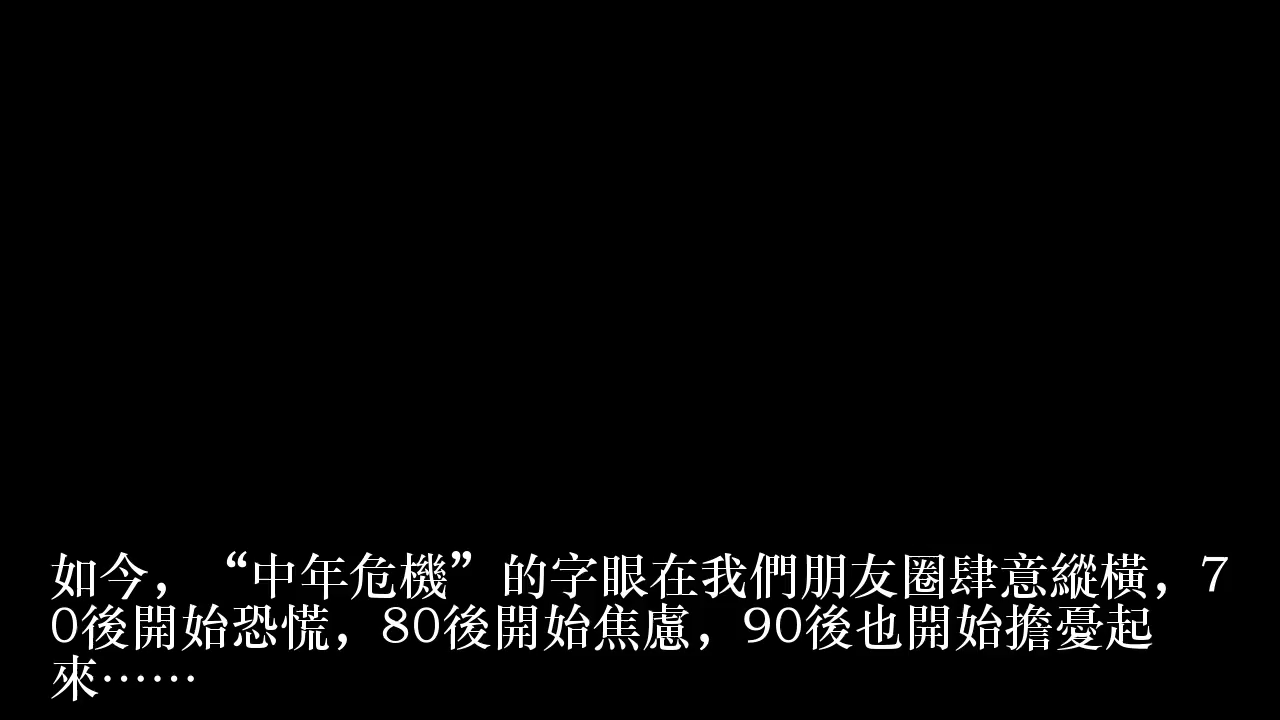 如今，“中年危機”的字眼在我們朋友圈肆意縱橫，7
0後開始恐慌，80後開始焦慮，90後也開始擔憂起
來……